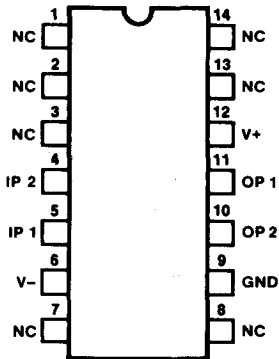 1 14
NC NC
2 13
NC NC
3 12
NC V+
4 11
IP 2 OP 1
5 10
IP 1 OP 2
6 9
V− GND
7 8
NC NC